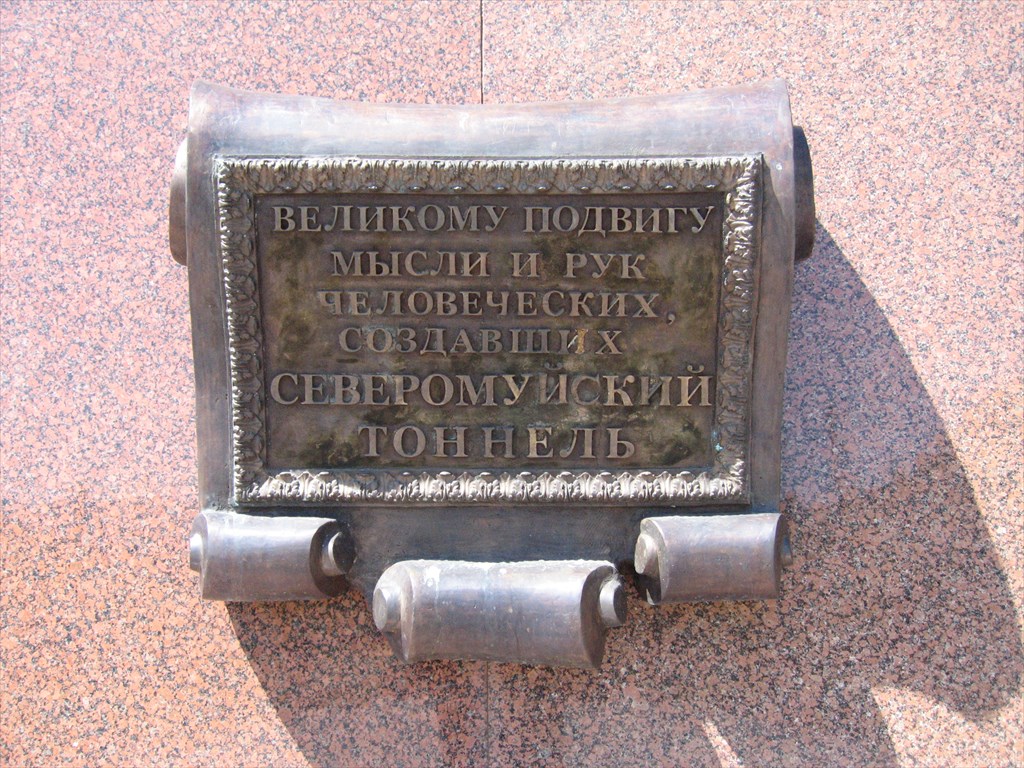 ВЕЛИКОМУ ПОДВИГУ
МЫСЛИ И РУК
ЧЕЛОВЕЧЕСКИХ,
СОЗДАВШИХ
СЕВЕРОМУЙСКИЙ
ТОННЕЛЬ